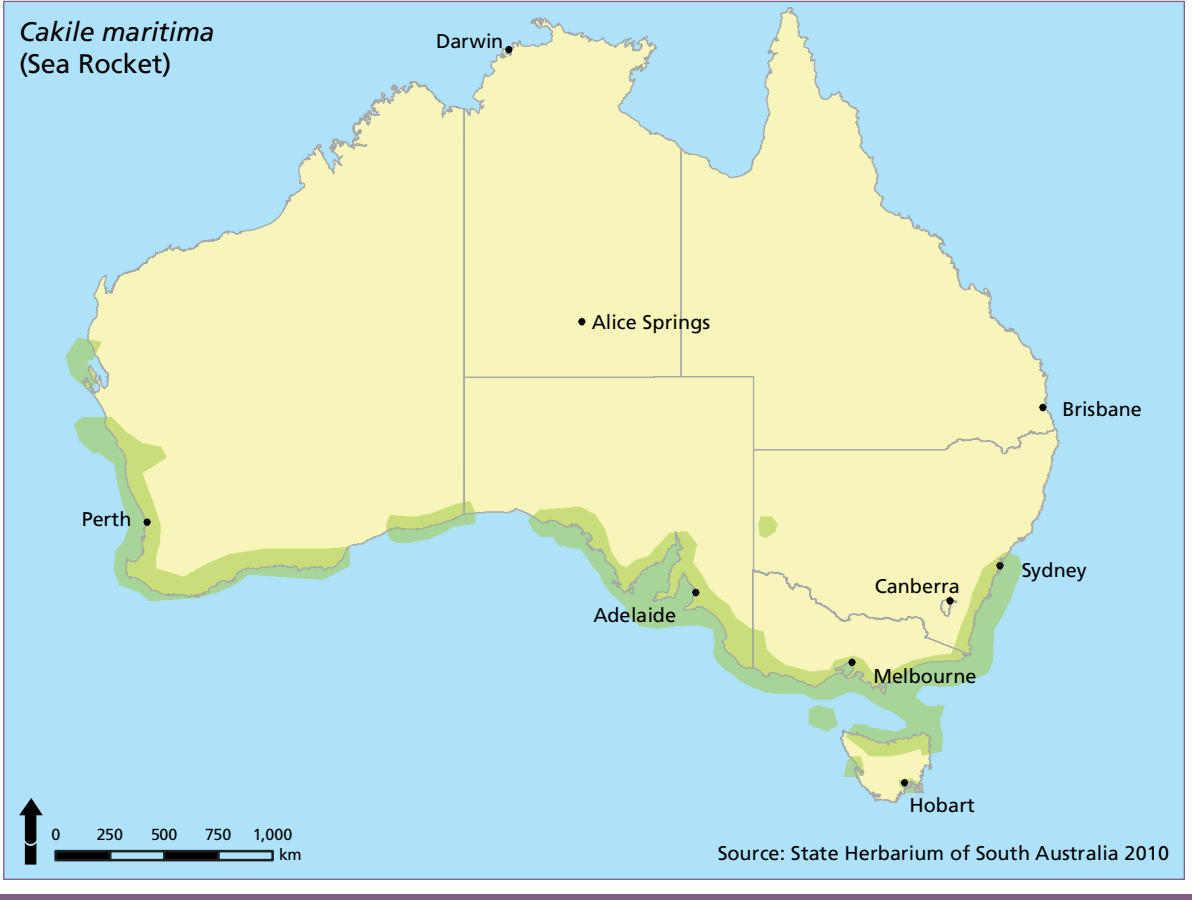 Cakile maritima
(Sea Rocket)
Darwin
Alice Springs
Brisbane
Perth
Sydney
Canberra
Adelaide
Melbourne
Hobart
0 250 500 750 1,000
km
Source: State Herbarium of South Australia 2010